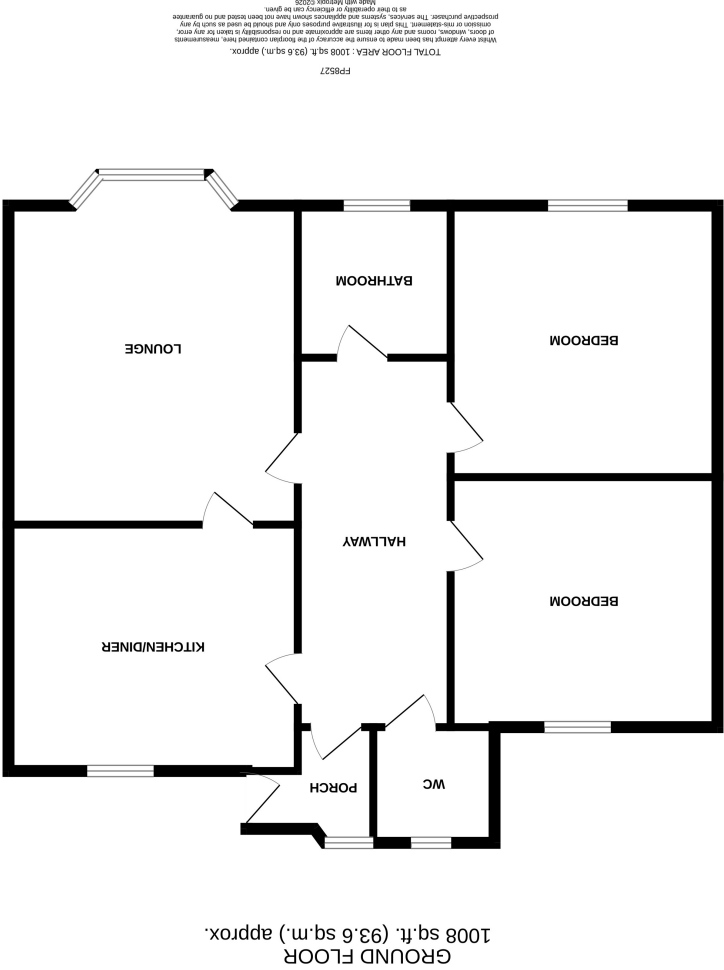 GROUND FLOOR
1008 sq.ft. (93.6 sq.m.) approx.
WC
PORCH
KITCHEN/DINER
BEDROOM
HALLWAY
LOUNGE
BEDROOM
BATHROOM
FP8527
TOTAL FLOOR AREA : 1008 sq.ft. (93.6 sq.m.) approx.
Whilst every attempt has been made to ensure the accuracy of the floorplan contained here, measurements
of doors, windows, rooms and any other items are approximate and no responsibility is taken for any error,
omission or mis-statement. This plan is for illustrative purposes only and should be used as such by any
prospective purchaser. The services, systems and appliances shown have not been tested and no guarantee
as to their operability or efficiency can be given.
Made with Metropix ©2026